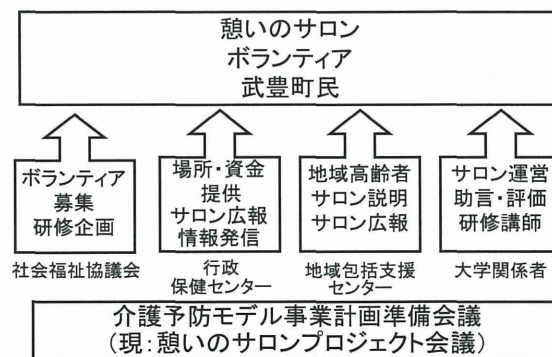 憩いのサロン
ボランティア
武豊町民
ボランティア
募集
研修企画
場所・資金
提供
サロン広報
情報発信
地域高齢者
サロン説明
サロン広報
サロン運営
助言・評価
研修講師
社会福祉協議会
行政
保健センター
地域包括支援
センター
大学関係者
介護予防モデル事業計画準備会議
(現:憩いのサロンプロジェクト会議)